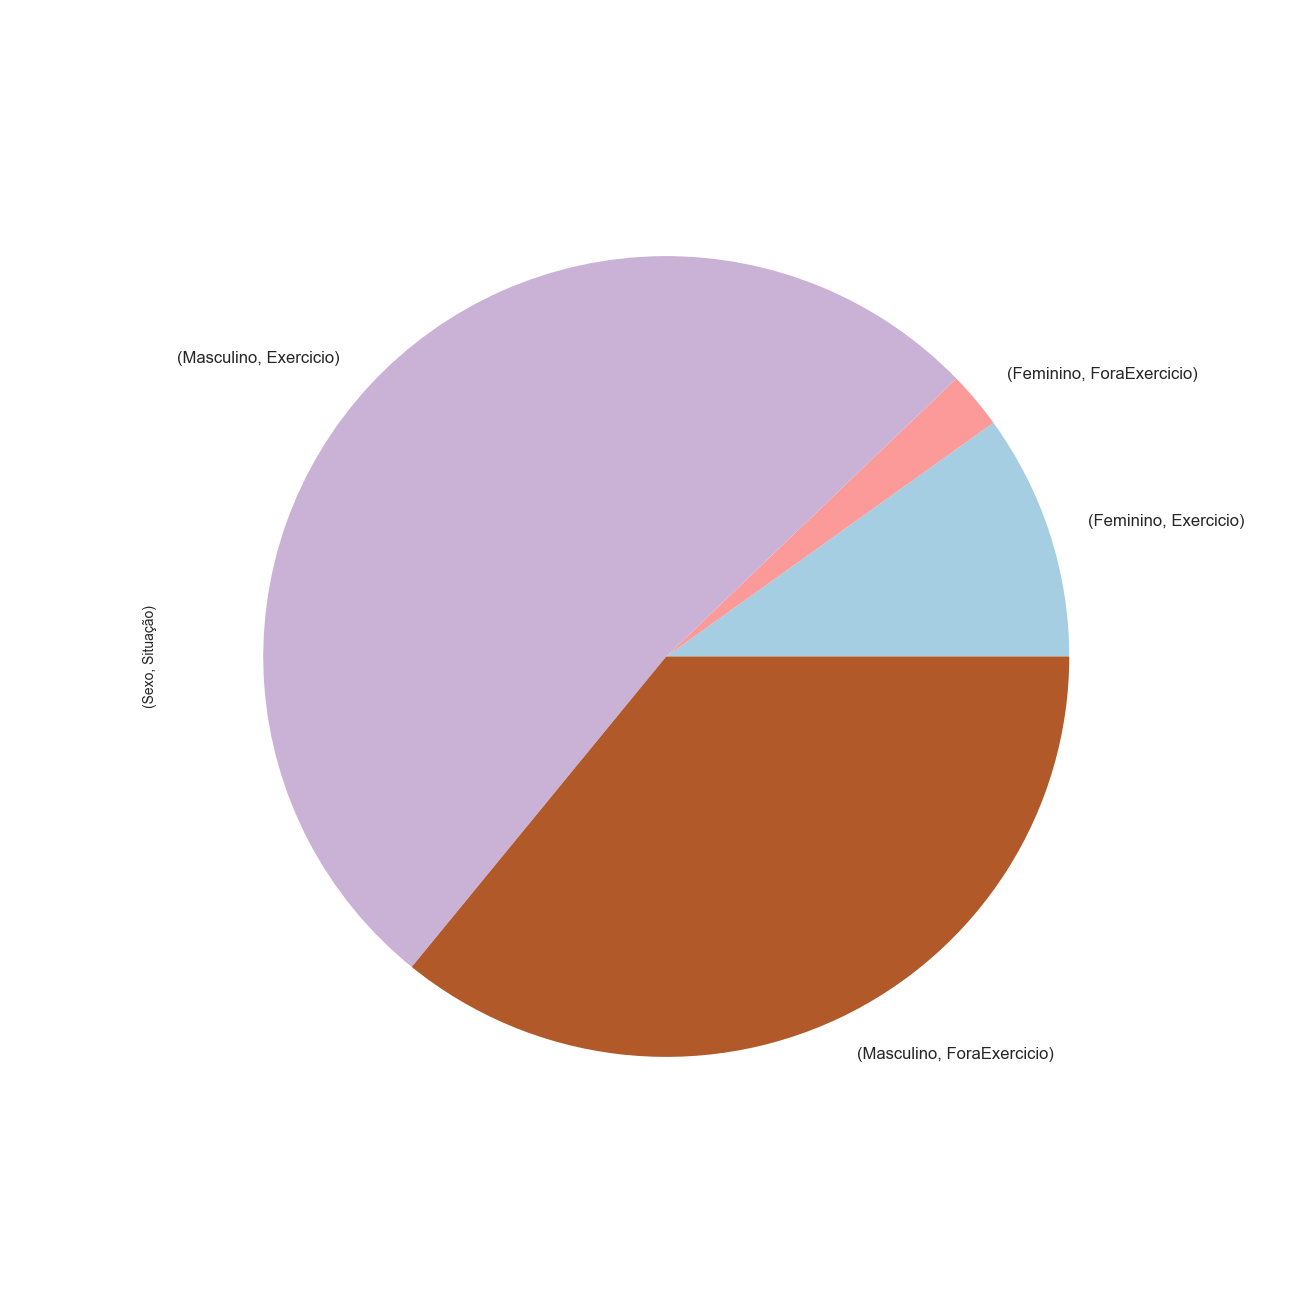 (Masculino, Exercicio)
(Feminino, ForaExercicio)
(Feminino, Exercicio)
(Sexo, Situação)
(Masculino, ForaExercicio)